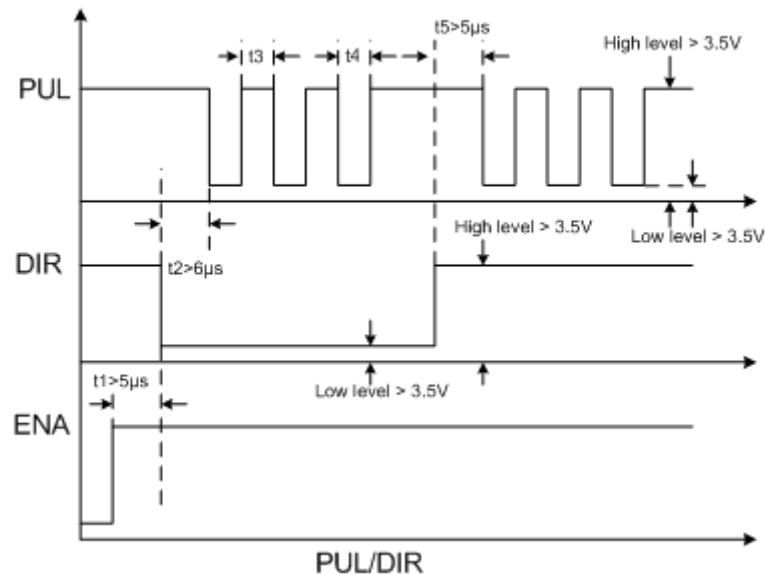 t5>5µs
High level > 3.5V
t3
t4
PUL
High level > 3.5V
Low level > 3.5V
DIR
t2>6µs
t1>5µs
Low level > 3.5V
ENA
PUL/DIR